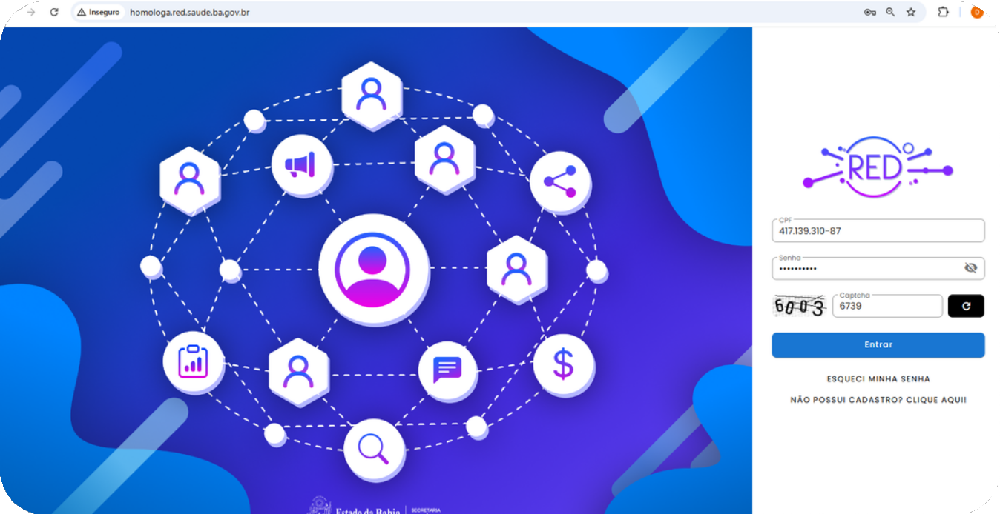 Inseguro
homologa.red.saude.ba.gov.br
D
RED
CPF
417.139.310-87
Senha
6003
Captcha
6739
Entrar
ESQUECI MINHA SENHA
NÃO POSSUI CADASTRO? CLIQUE AQUI!
$
Estado da Bahia
SECRETARIA